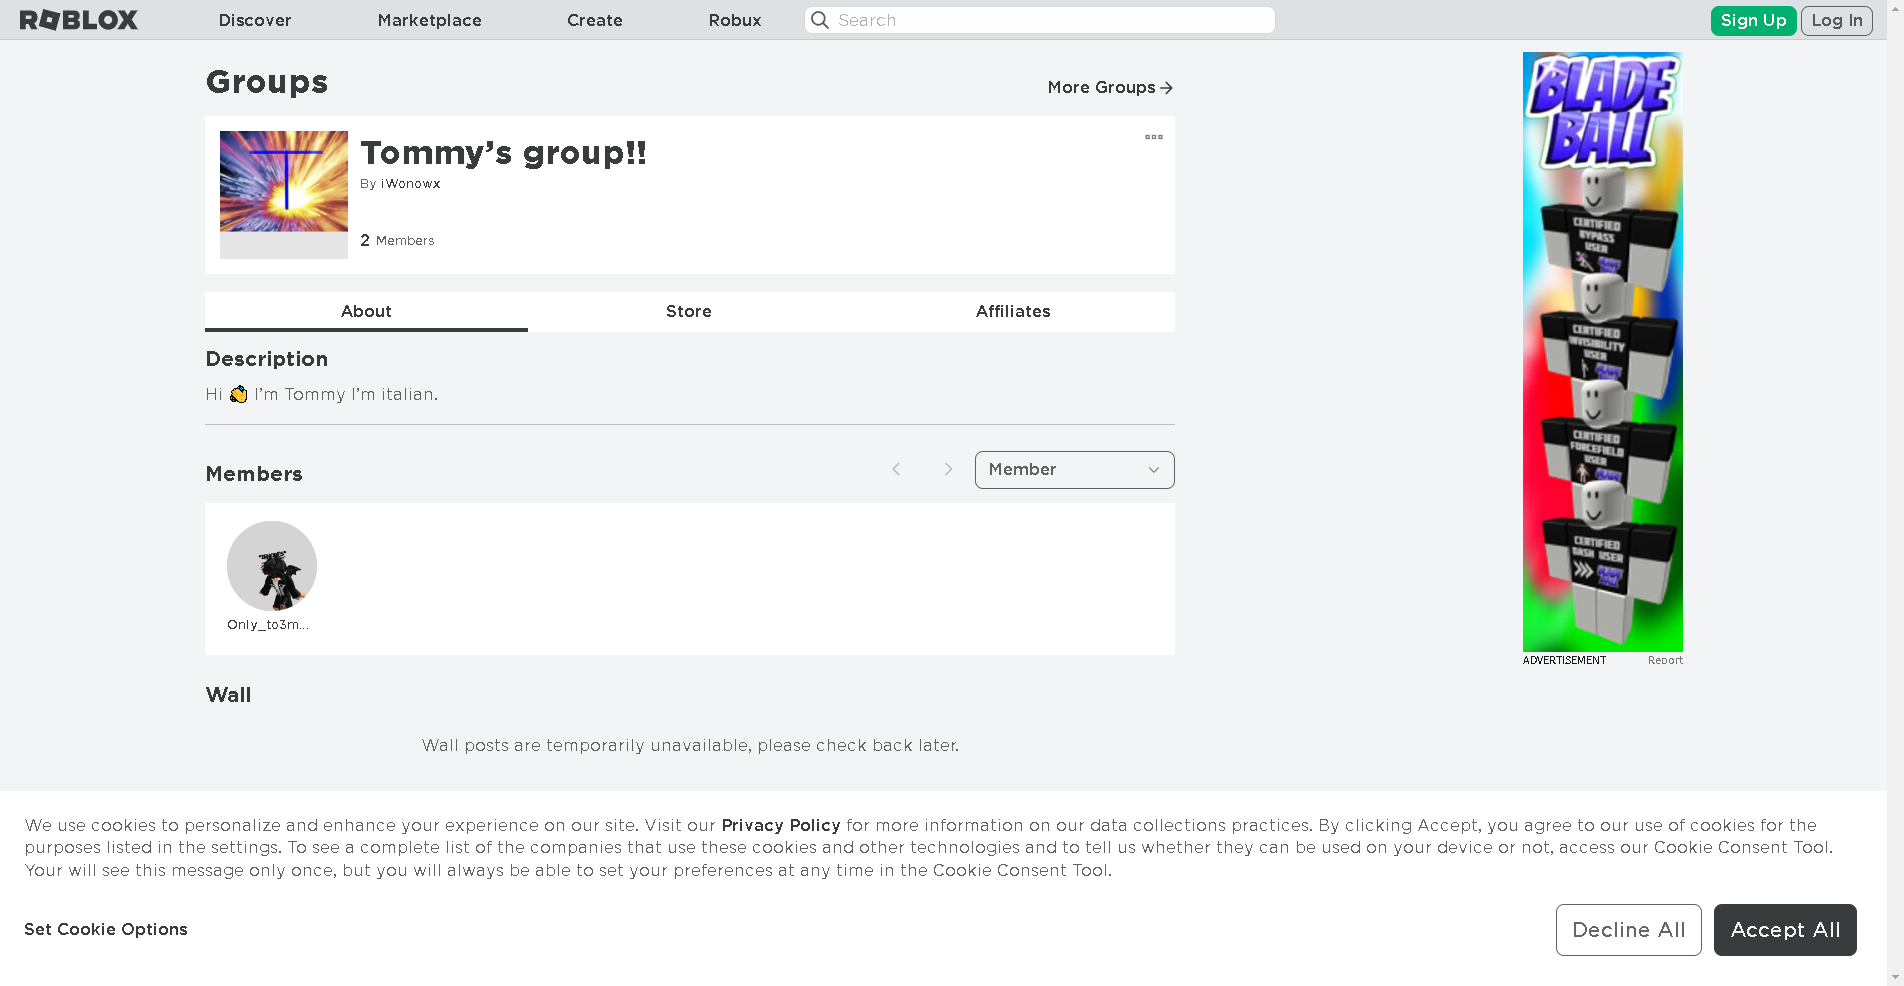 ROBLOX
Discover
Marketplace
Create
Robux
Search
Sign Up
Log In
Groups
More Groups
Tommy's group!!
By iWonowx
2 Members
About
Store
Affiliates
Description
Hi 👋 I'm Tommy I'm italian.
Members
Member
Only_to3m...
Wall
Wall posts are temporarily unavailable, please check back later.
BLADE
BALL
CERTIFIED
BYPASS
USER
BLADE
BALL
CERTIFIED
INVISIBILITY
USER
BLADE
BALL
CERTIFIED
FORCEFIELD
USER
BLADE
BALL
CERTIFIED
DASH USER
BLADE
BALL
ADVERTISEMENT
Report
We use cookies to personalize and enhance your experience on our site. Visit our Privacy Policy for more information on our data collections practices. By clicking Accept, you agree to our use of cookies for the
purposes listed in the settings. To see a complete list of the companies that use these cookies and other technologies and to tell us whether they can be used on your device or not, access our Cookie Consent Tool.
Your will see this message only once, but you will always be able to set your preferences at any time in the Cookie Consent Tool.
Set Cookie Options
Decline All
Accept All